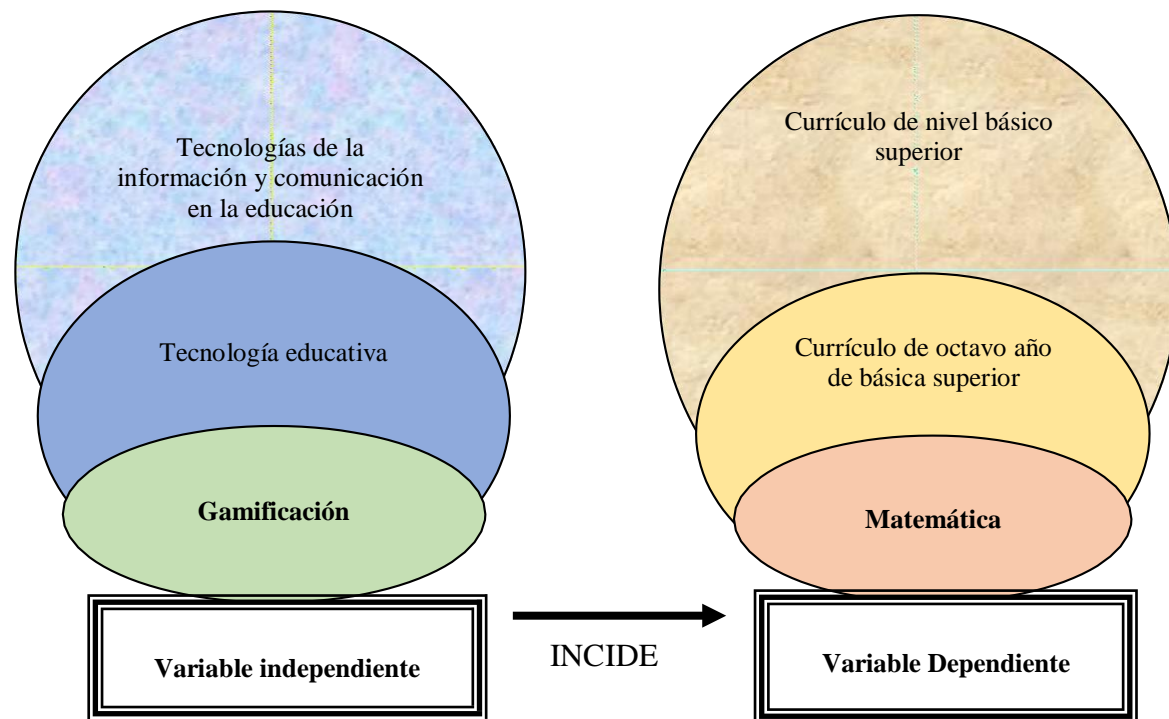 Tecnologías de la
información y comunicación
en la educación
Tecnología educativa
Gamificación
Variable independiente
INCIDE
Currículo de nivel básico
superior
Currículo de octavo año
de básica superior
Matemática
Variable Dependiente